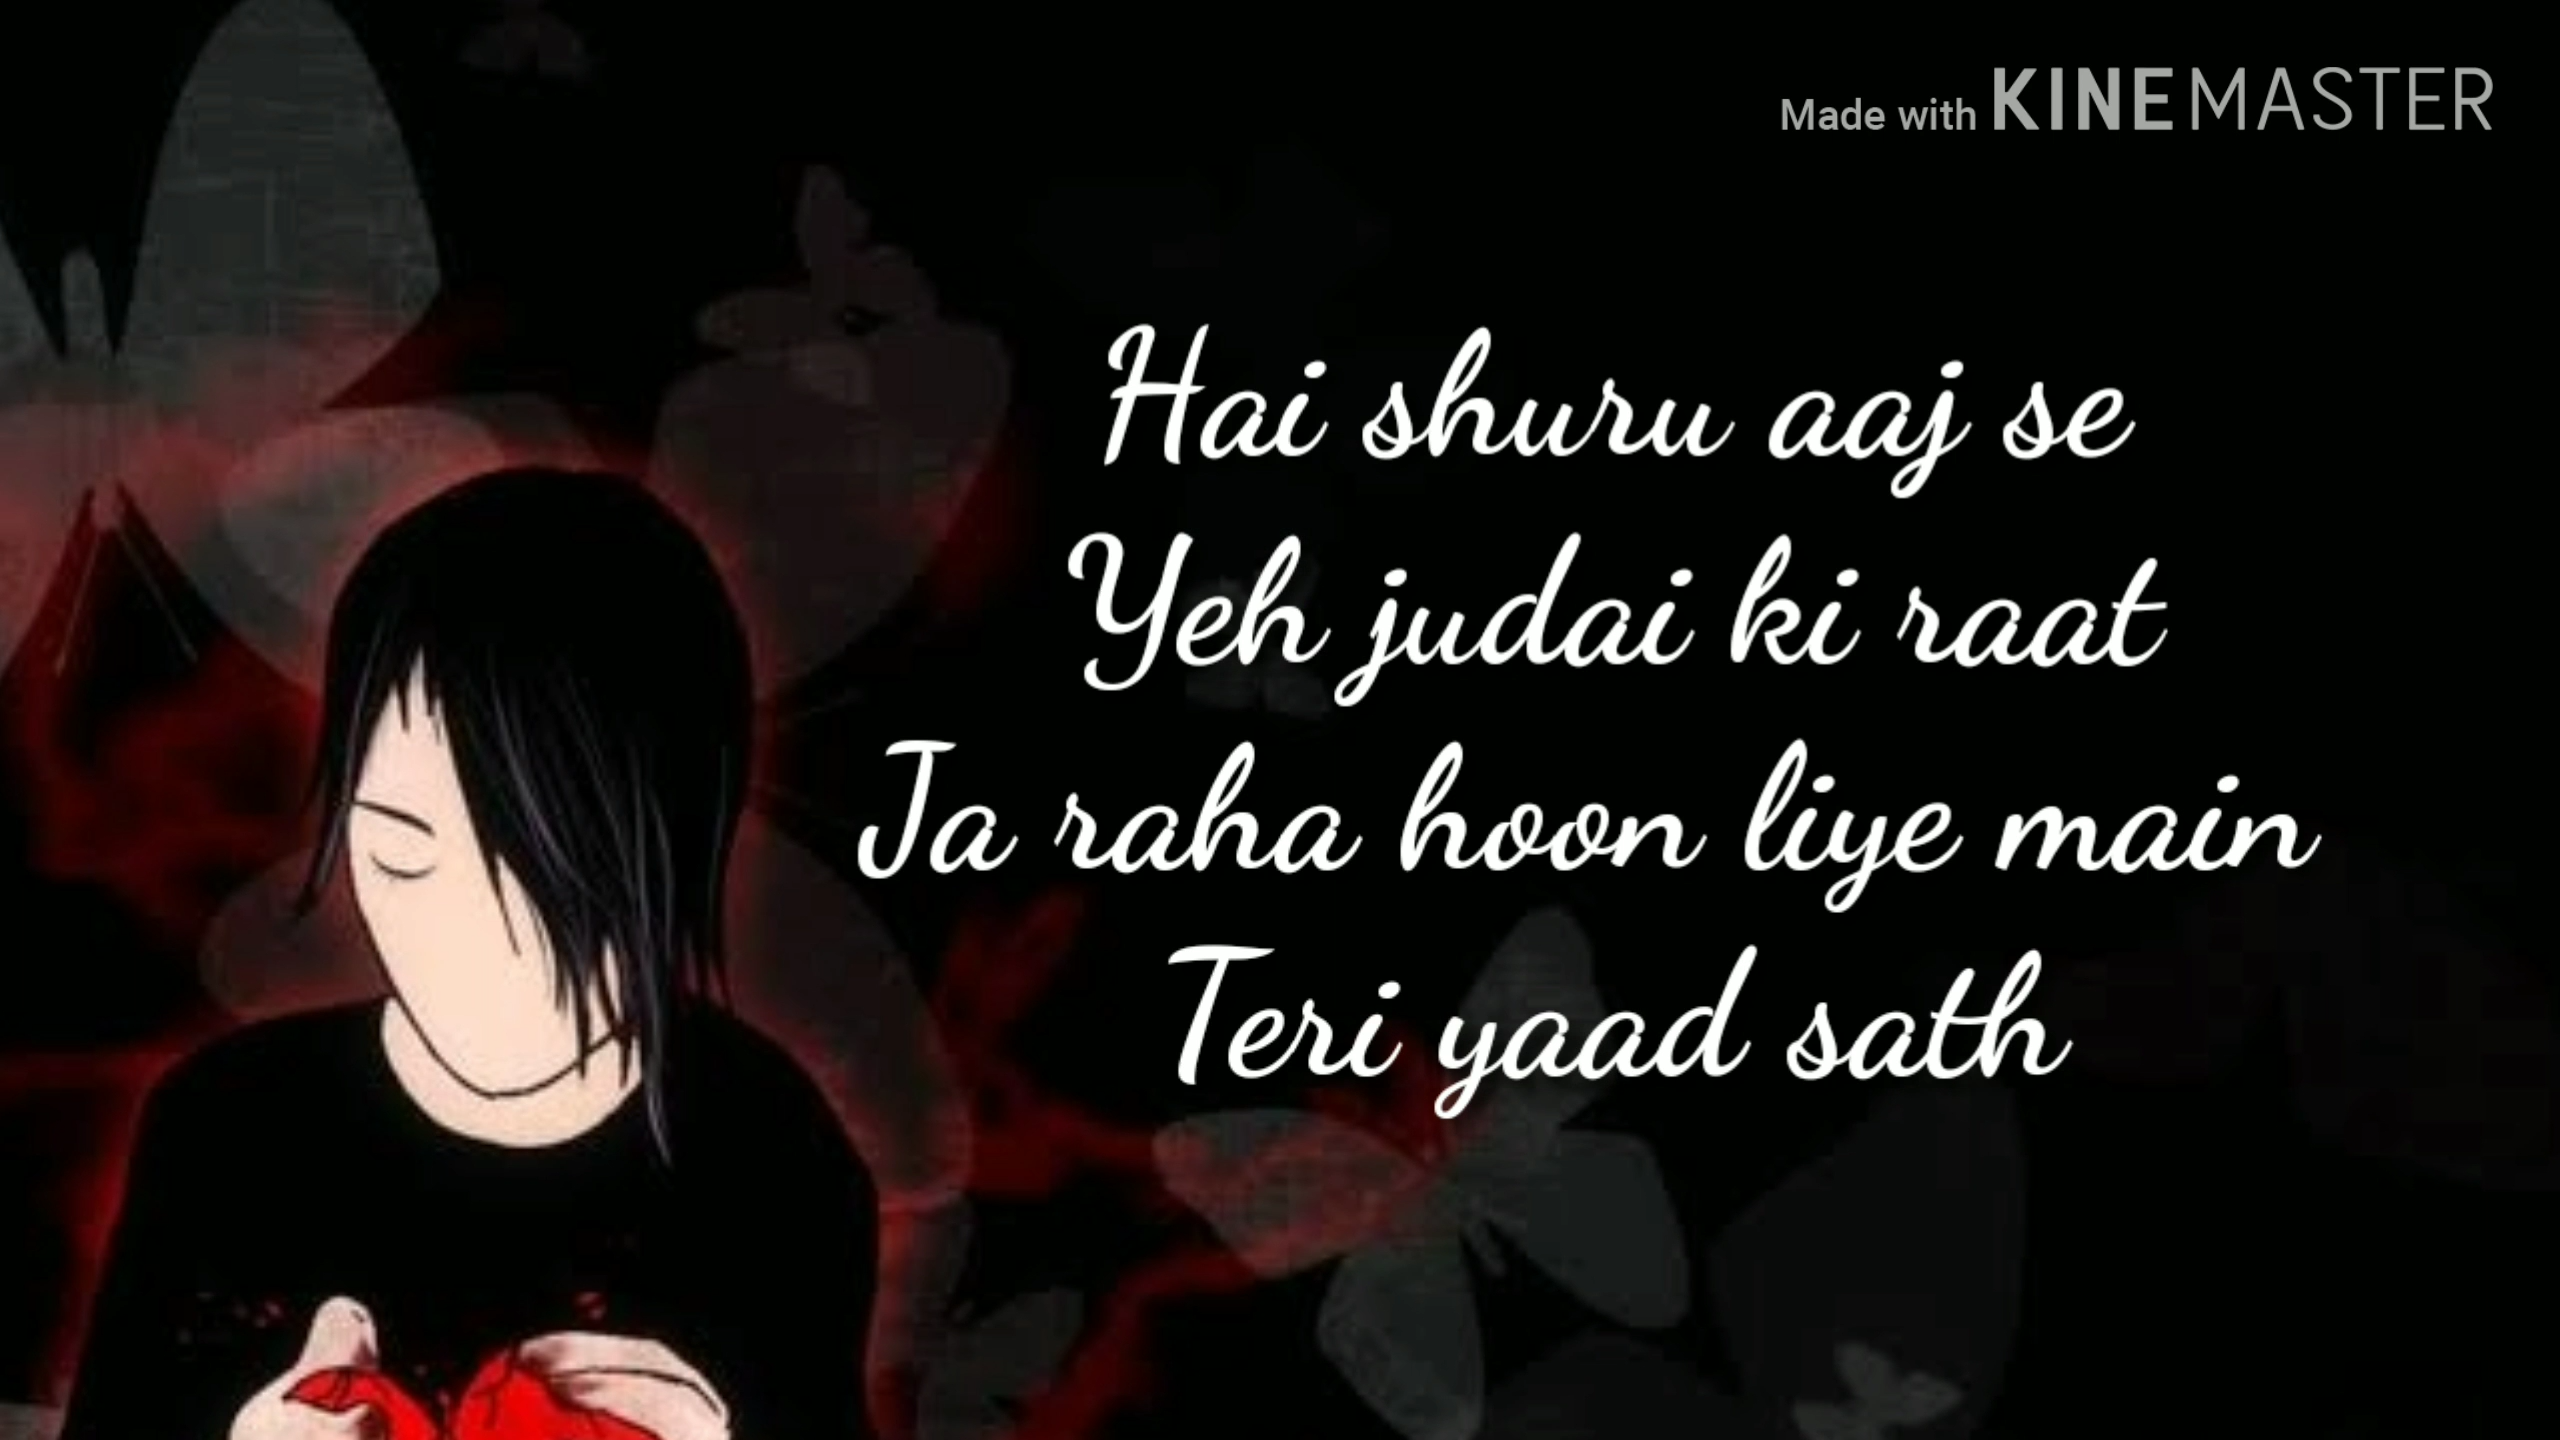 Made with KINEMASTER
Hai shuru aaj se
Yeh judai ki raat
Ja raha hoon liye main
Teri yaad sath